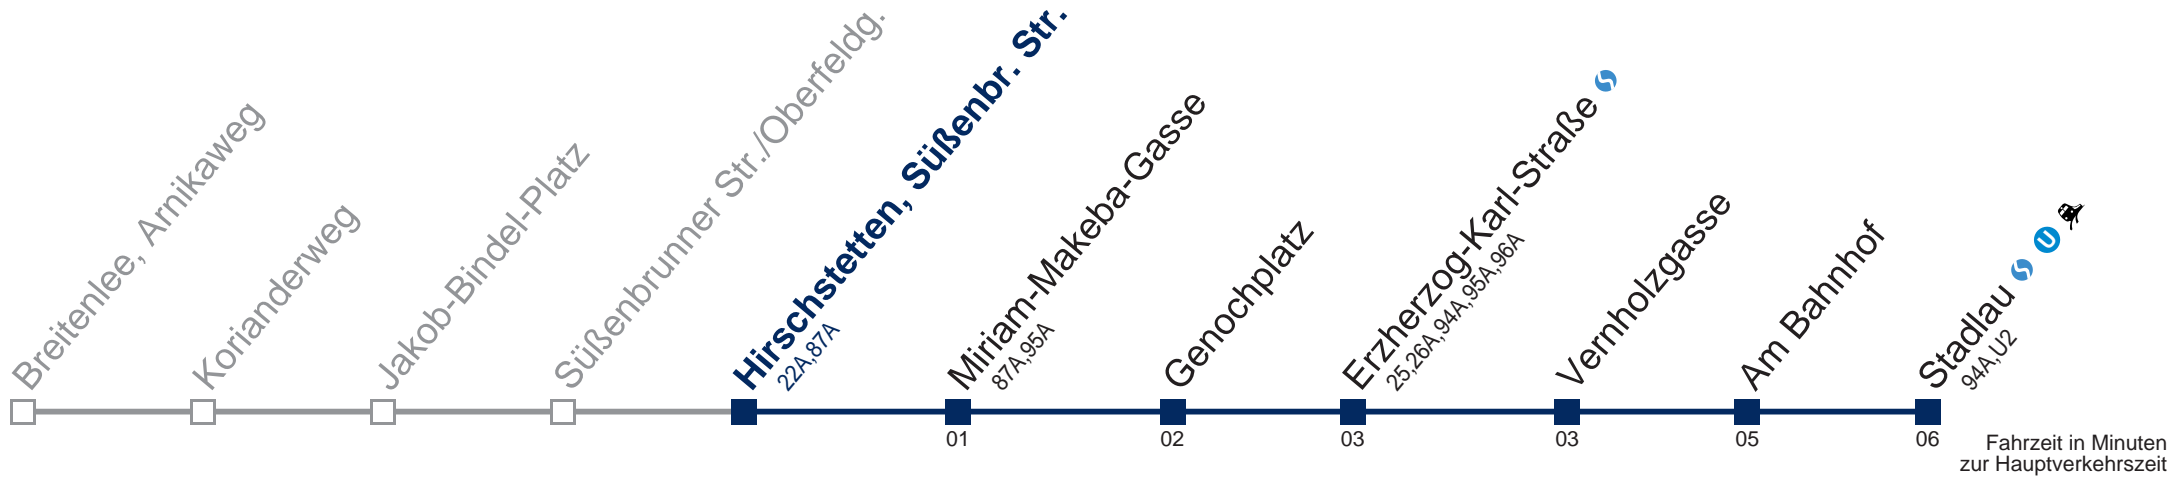 Breitenlee, Arnikaweg
Korianderweg
Jakob-Bindel-Platz
Süßenbrunner Str./Oberfeldg.
Hirschstetten, Süßenbr. Str.
22A,87A
Miriam-Makeba-Gasse
87A,95A
Genochplatz
Erzherzog-Karl-Straße S
25,26A,94A,95A,96A
Vernholzgasse
Am Bahnhof
Stadlau S U
94A,U2
01
02
03
03
05
06
Fahrzeit in Minuten
zur Hauptverkehrszeit